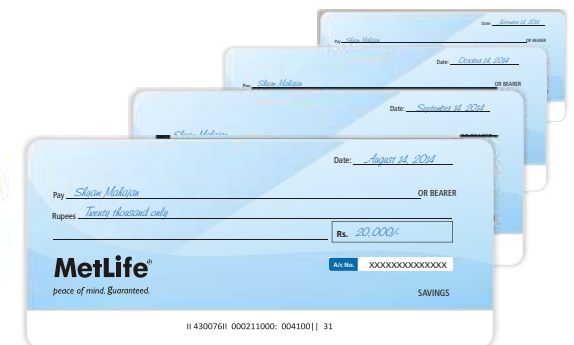 Date: November 14, 2014
Pay Shyam Mahajan OR BEARER
Date: October 14, 2014
Pay Shyam Mahajan OR BEARER
Date: September 14, 2014
Shyam Mahajan OR BEARER
Date: August 14, 2014
Pay Shyam Mahajan OR BEARER
Rupees Twenty thousand only
Rs. 20,000/-
MetLife®
A/c No. XXXXXXXXXXXXXX
peace of mind. guaranteed.
SAVINGS
II 430076II 000211000: 004100|| 31